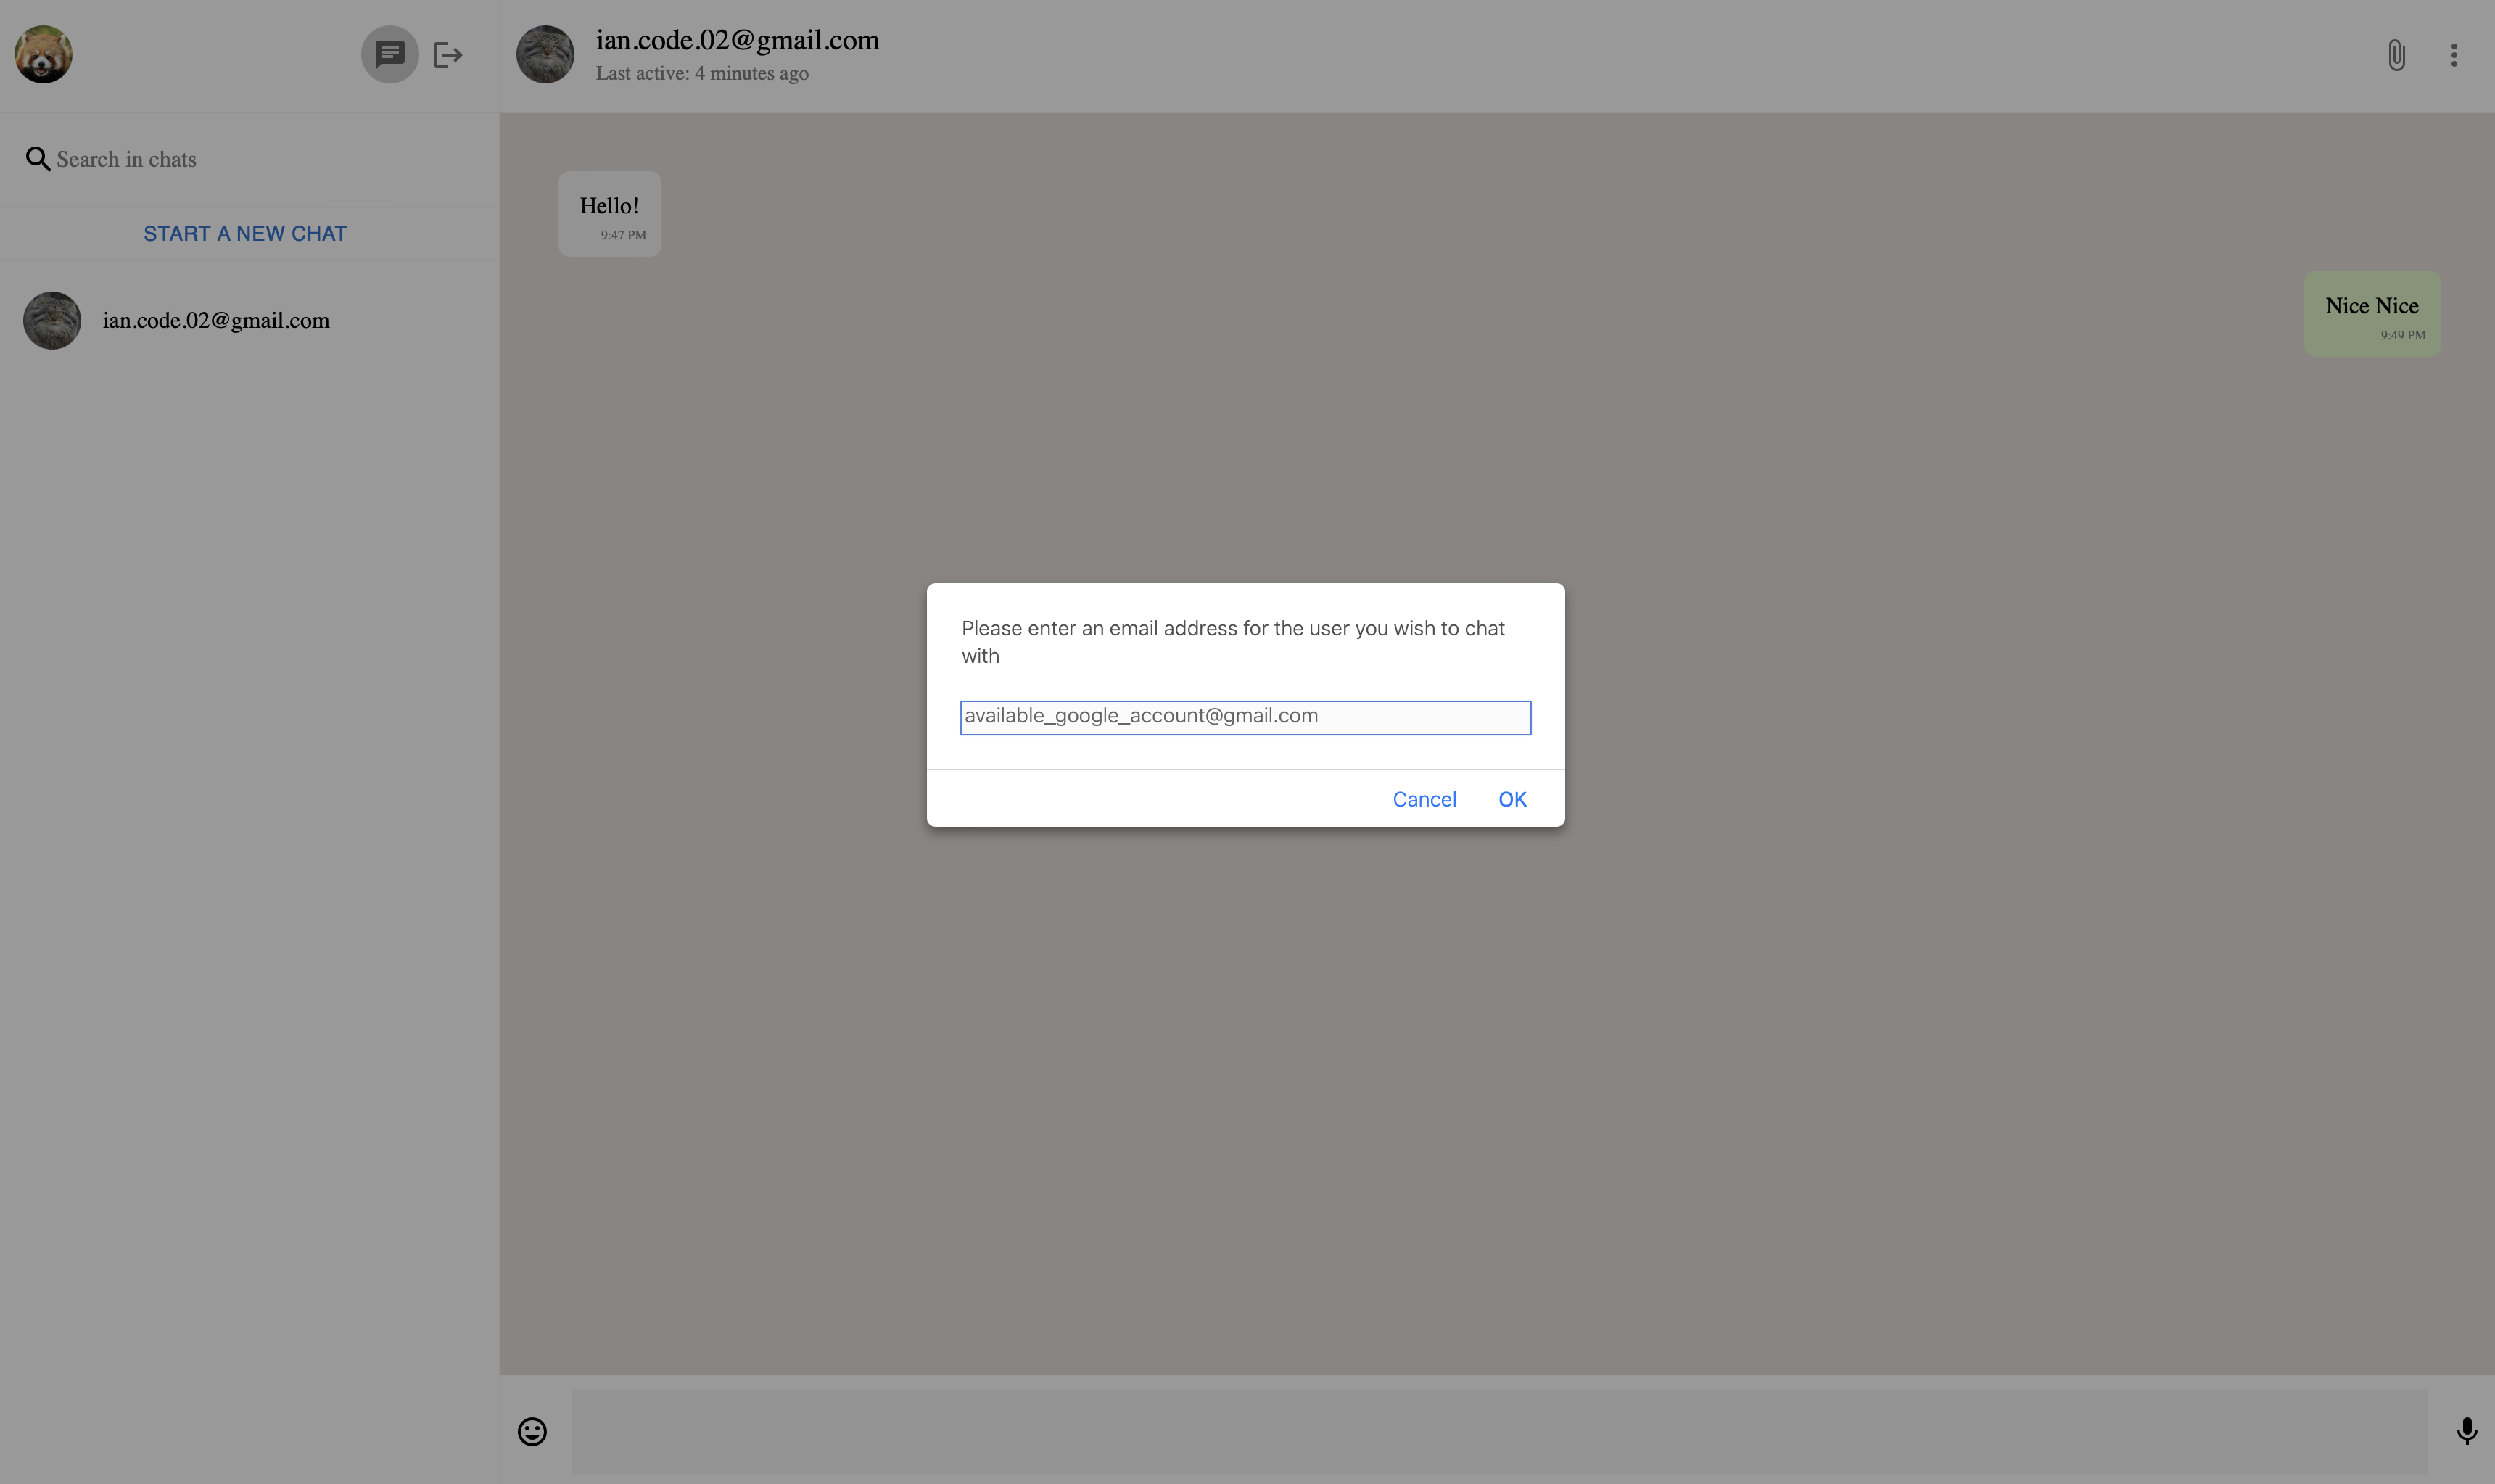 ian.code.02@gmail.com
Last active: 4 minutes ago
Search in chats
START A NEW CHAT
ian.code.02@gmail.com
Hello!
9:47 PM
Nice Nice
9:49 PM
Please enter an email address for the user you wish to chat
with
available_google_account@gmail.com
Cancel OK